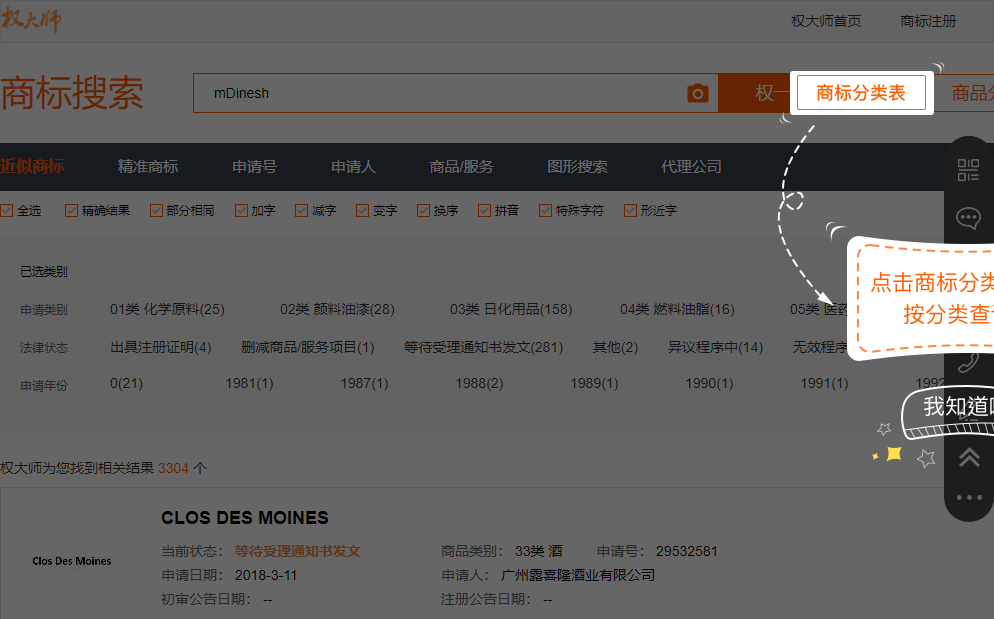 权大师
权大师首页 商标注册
商标搜索
mDinesh
权一
商标分类表
商品分
近似商标 精准商标 申请号 申请人 商品/服务 图形搜索 代理公司
全选 精确结果 部分相同 加字 减字 变字 换序 拼音 特殊字符 形近字
已选类别
点击商标分类
按分类查
申请类别 01类 化学原料(25) 02类 颜料油漆(28) 03类 日化用品(158) 04类 燃料油脂(16) 05类 医药
法律状态 出具注册证明(4) 删减商品/服务项目(1) 等待受理通知书发文(281) 其他(2) 异议程序中(14) 无效程序
申请年份 0(21) 1981(1) 1987(1) 1988(2) 1989(1) 1990(1) 1991(1) 1992
我知道
权大师为您找到相关结果 3304 个
CLOS DES MOINES
Clos Des Moines
当前状态: 等待受理通知书发文 商品类别: 33类 酒 申请号: 29532581
申请日期: 2018-3-11 申请人: 广州露喜隆酒业有限公司
初审公告日期: -- 注册公告日期: --